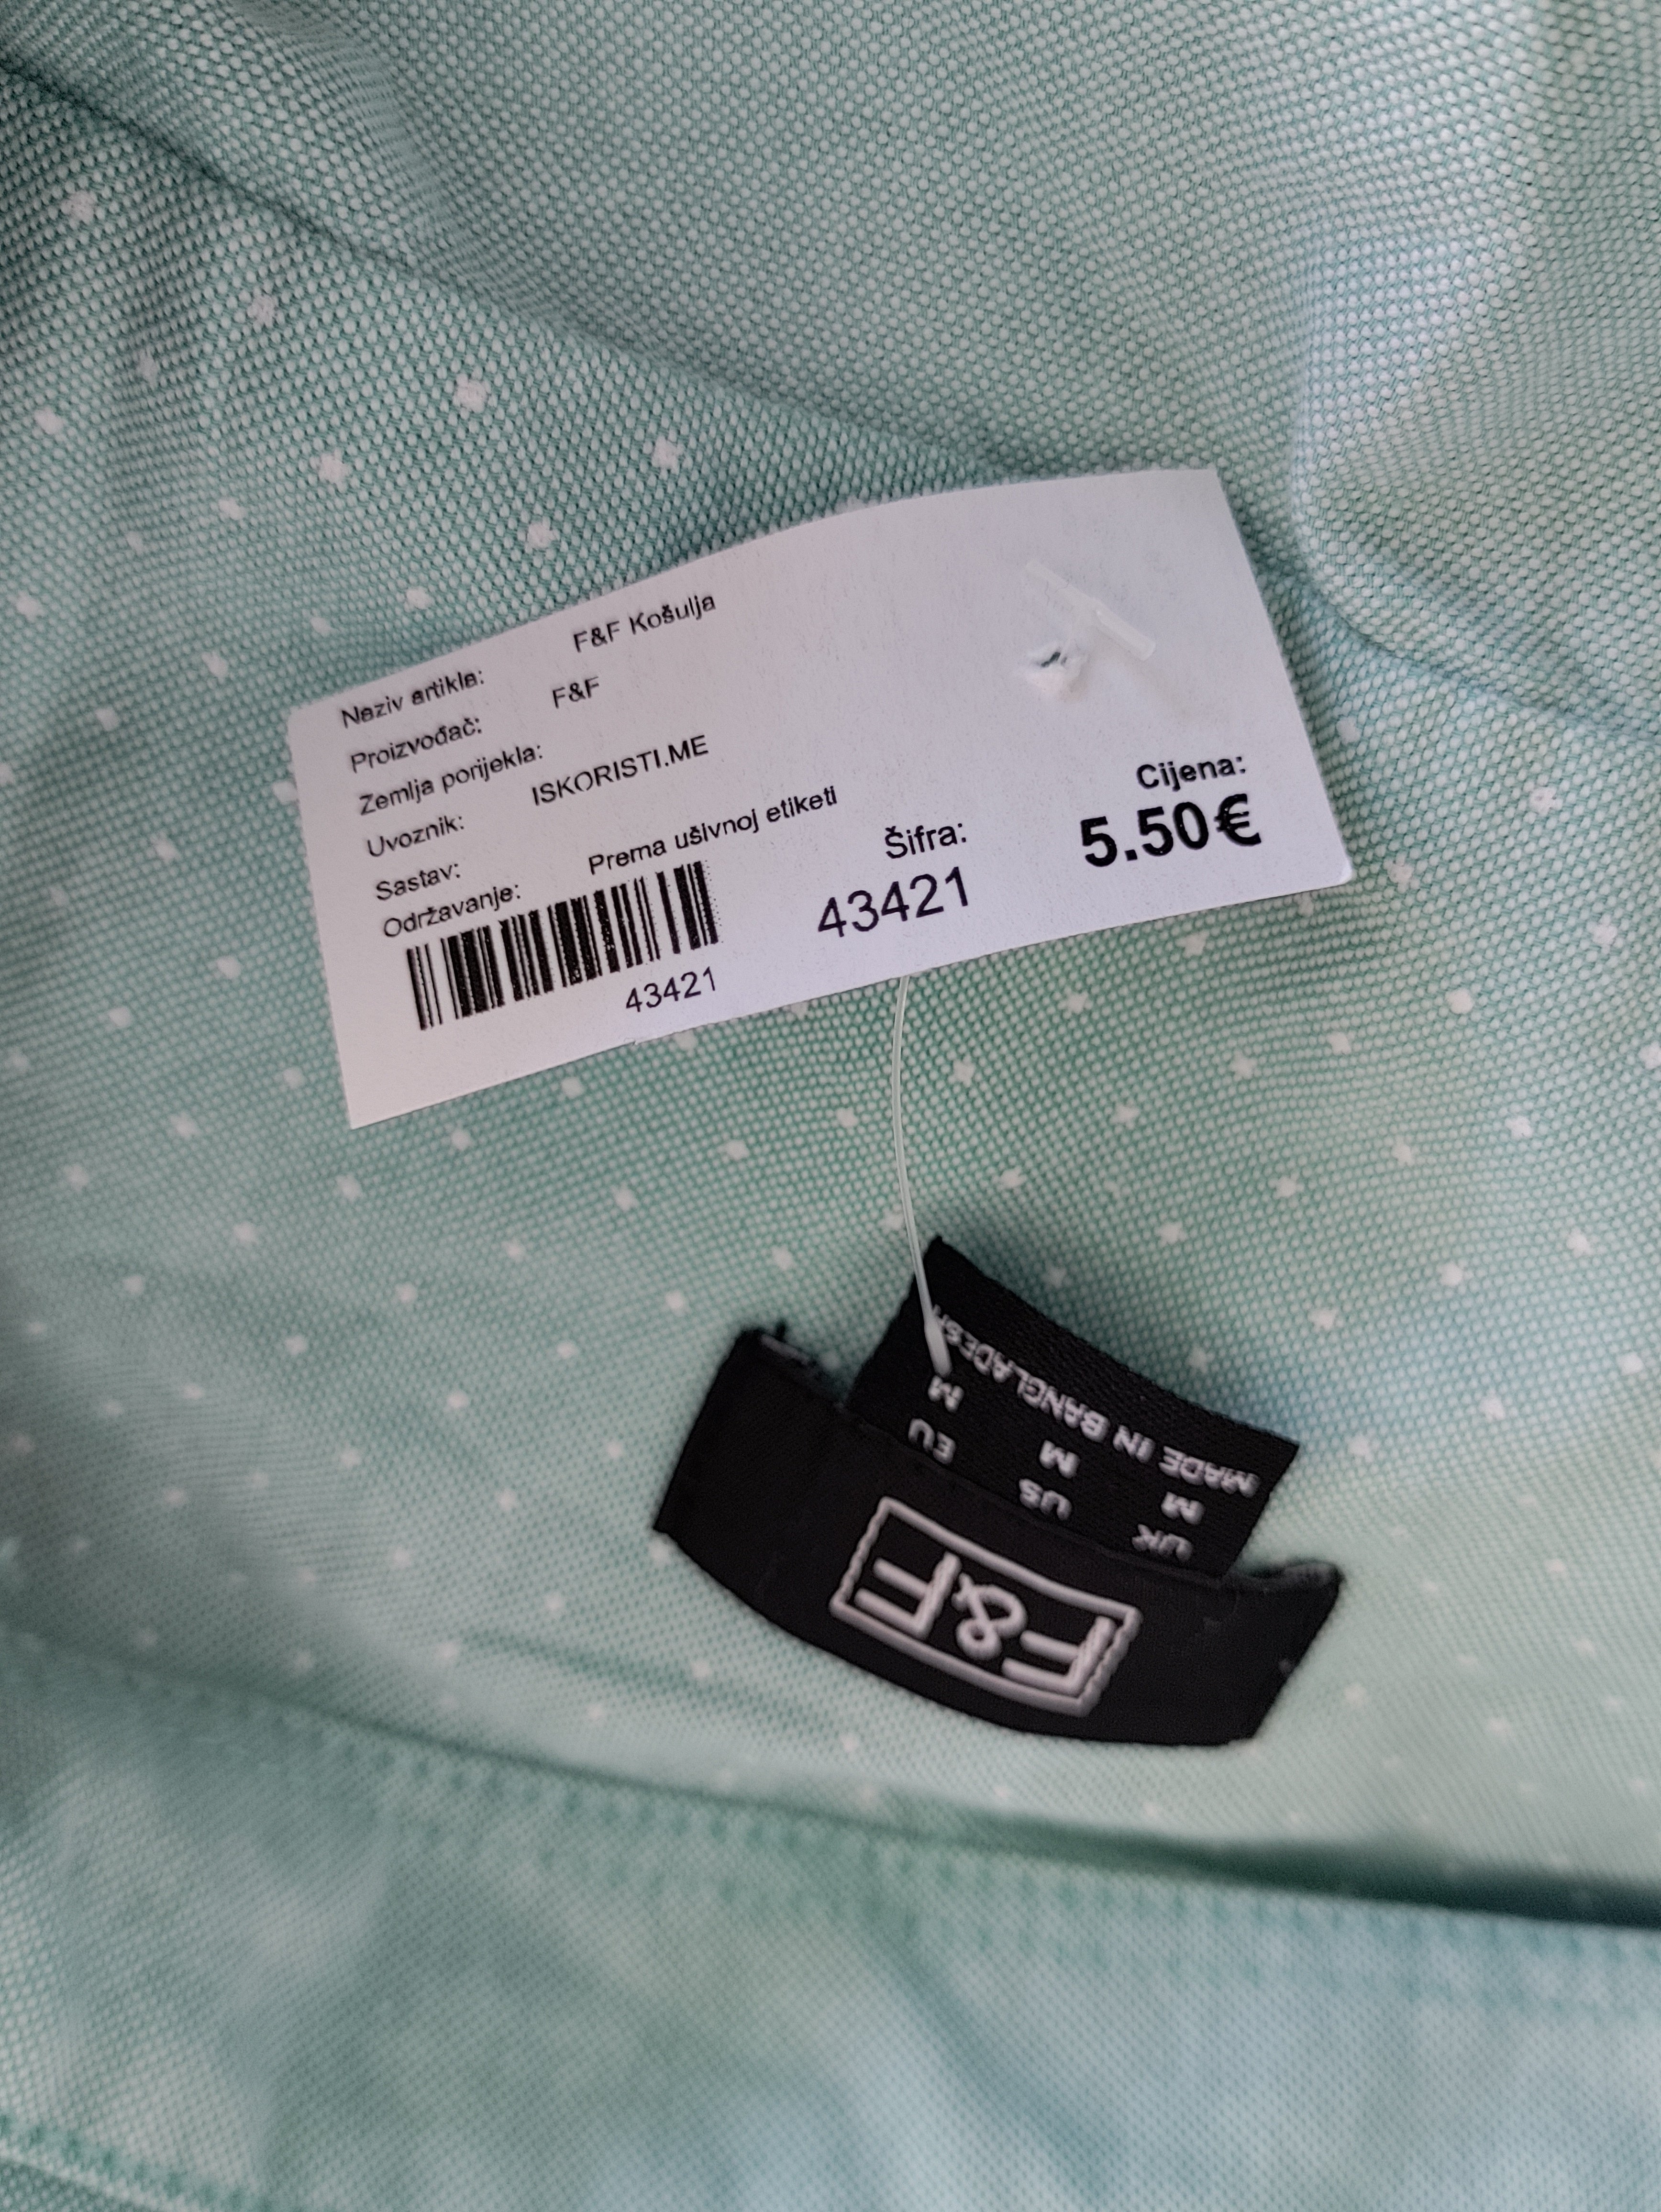 Naziv artikla: F&F Košulja
Proizvođač: F&F
Zemlja porijekla:
Uvoznik: ISKORISTI.ME
Sastav:
Održavanje: Prema ušivnoj etiketi
43421
Šifra:
43421
Cijena:
5.50€
F&F
UK US EU
M M M
MADE IN BANGLADESH